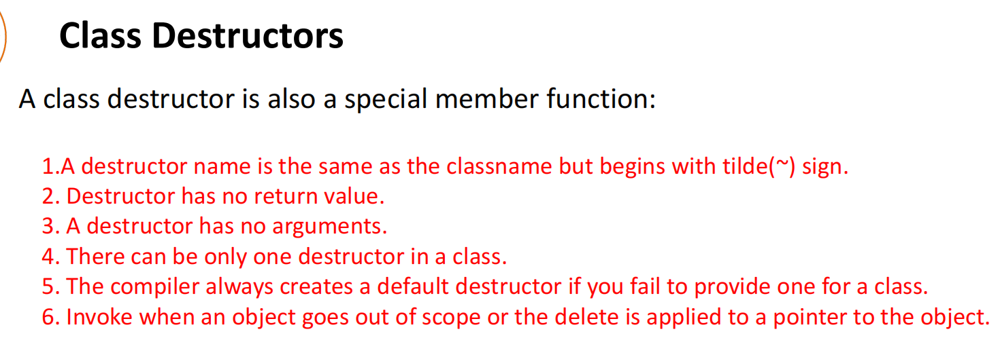 Class Destructors
A class destructor is also a special member function:
1.A destructor name is the same as the classname but begins with tilde(~) sign.
2. Destructor has no return value.
3. A destructor has no arguments.
4. There can be only one destructor in a class.
5. The compiler always creates a default destructor if you fail to provide one for a class.
6. Invoke when an object goes out of scope or the delete is applied to a pointer to the object.